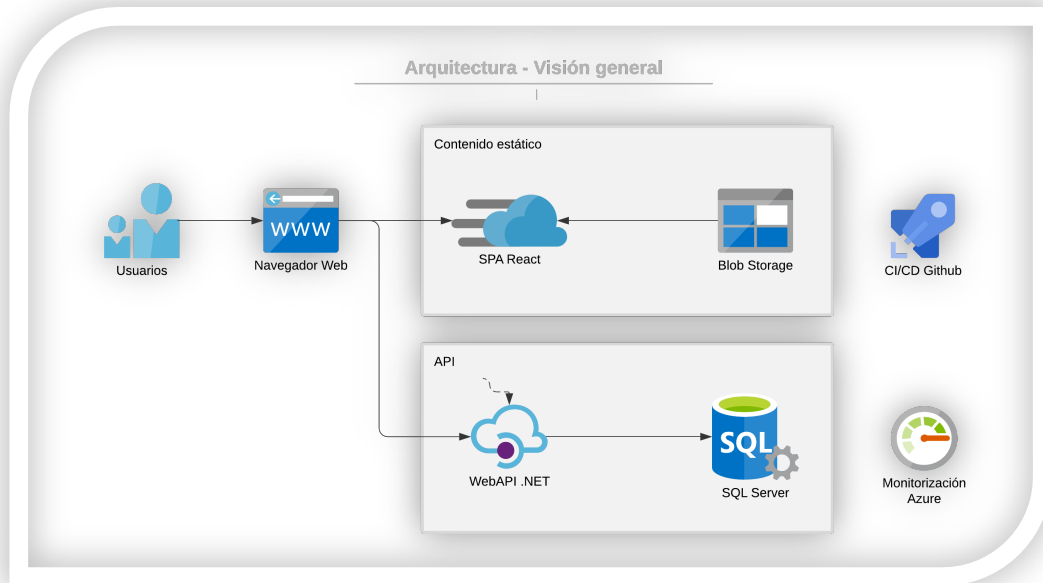 Arquitectura - Visión general
Contenido estático
www
Usuarios
Navegador Web
SPA React
Blob Storage
CI/CD Github
API
SQL
WebAPI .NET
SQL Server
Monitorización
Azure